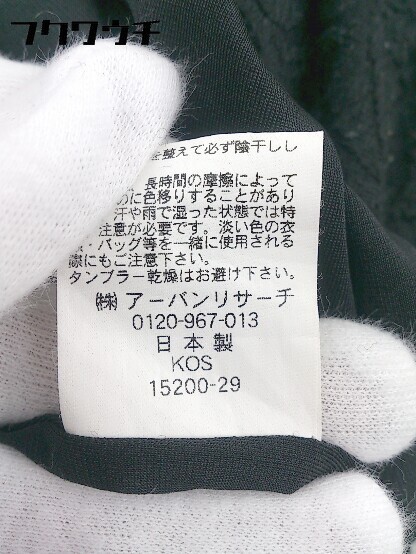 フクワウチ
を整えて必ず陰干しし
長時間の摩擦によって
に色移りすることがあり
汗や雨で湿った状態では特
注意が必要です。淡い色の衣
・バッグ等を一緒に使用される
際にもご注意下さい。
タンブラー乾燥はお避け下さい。
㈱ アーバンリサーチ
0120-967-013
日本製
KOS
15200-29